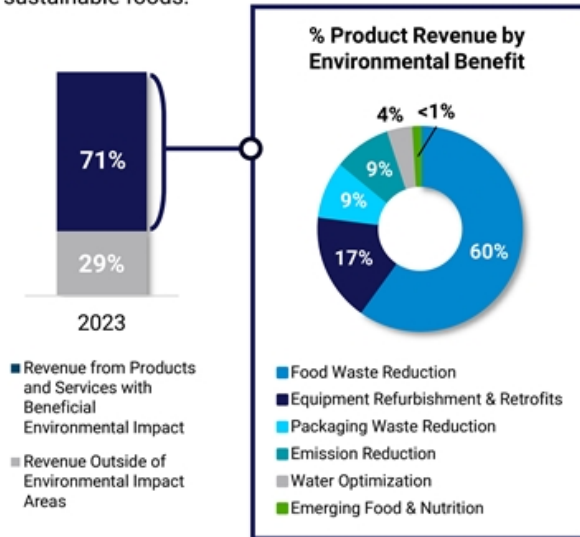 sustainable foods.
71%
29%
2023
Revenue from Products
and Services with
Beneficial
Environmental Impact
Revenue Outside of
Environmental Impact
Areas
% Product Revenue by
Environmental Benefit
4% <1%
9%
9%
17%
60%
Food Waste Reduction
Equipment Refurbishment & Retrofits
Packaging Waste Reduction
Emission Reduction
Water Optimization
Emerging Food & Nutrition